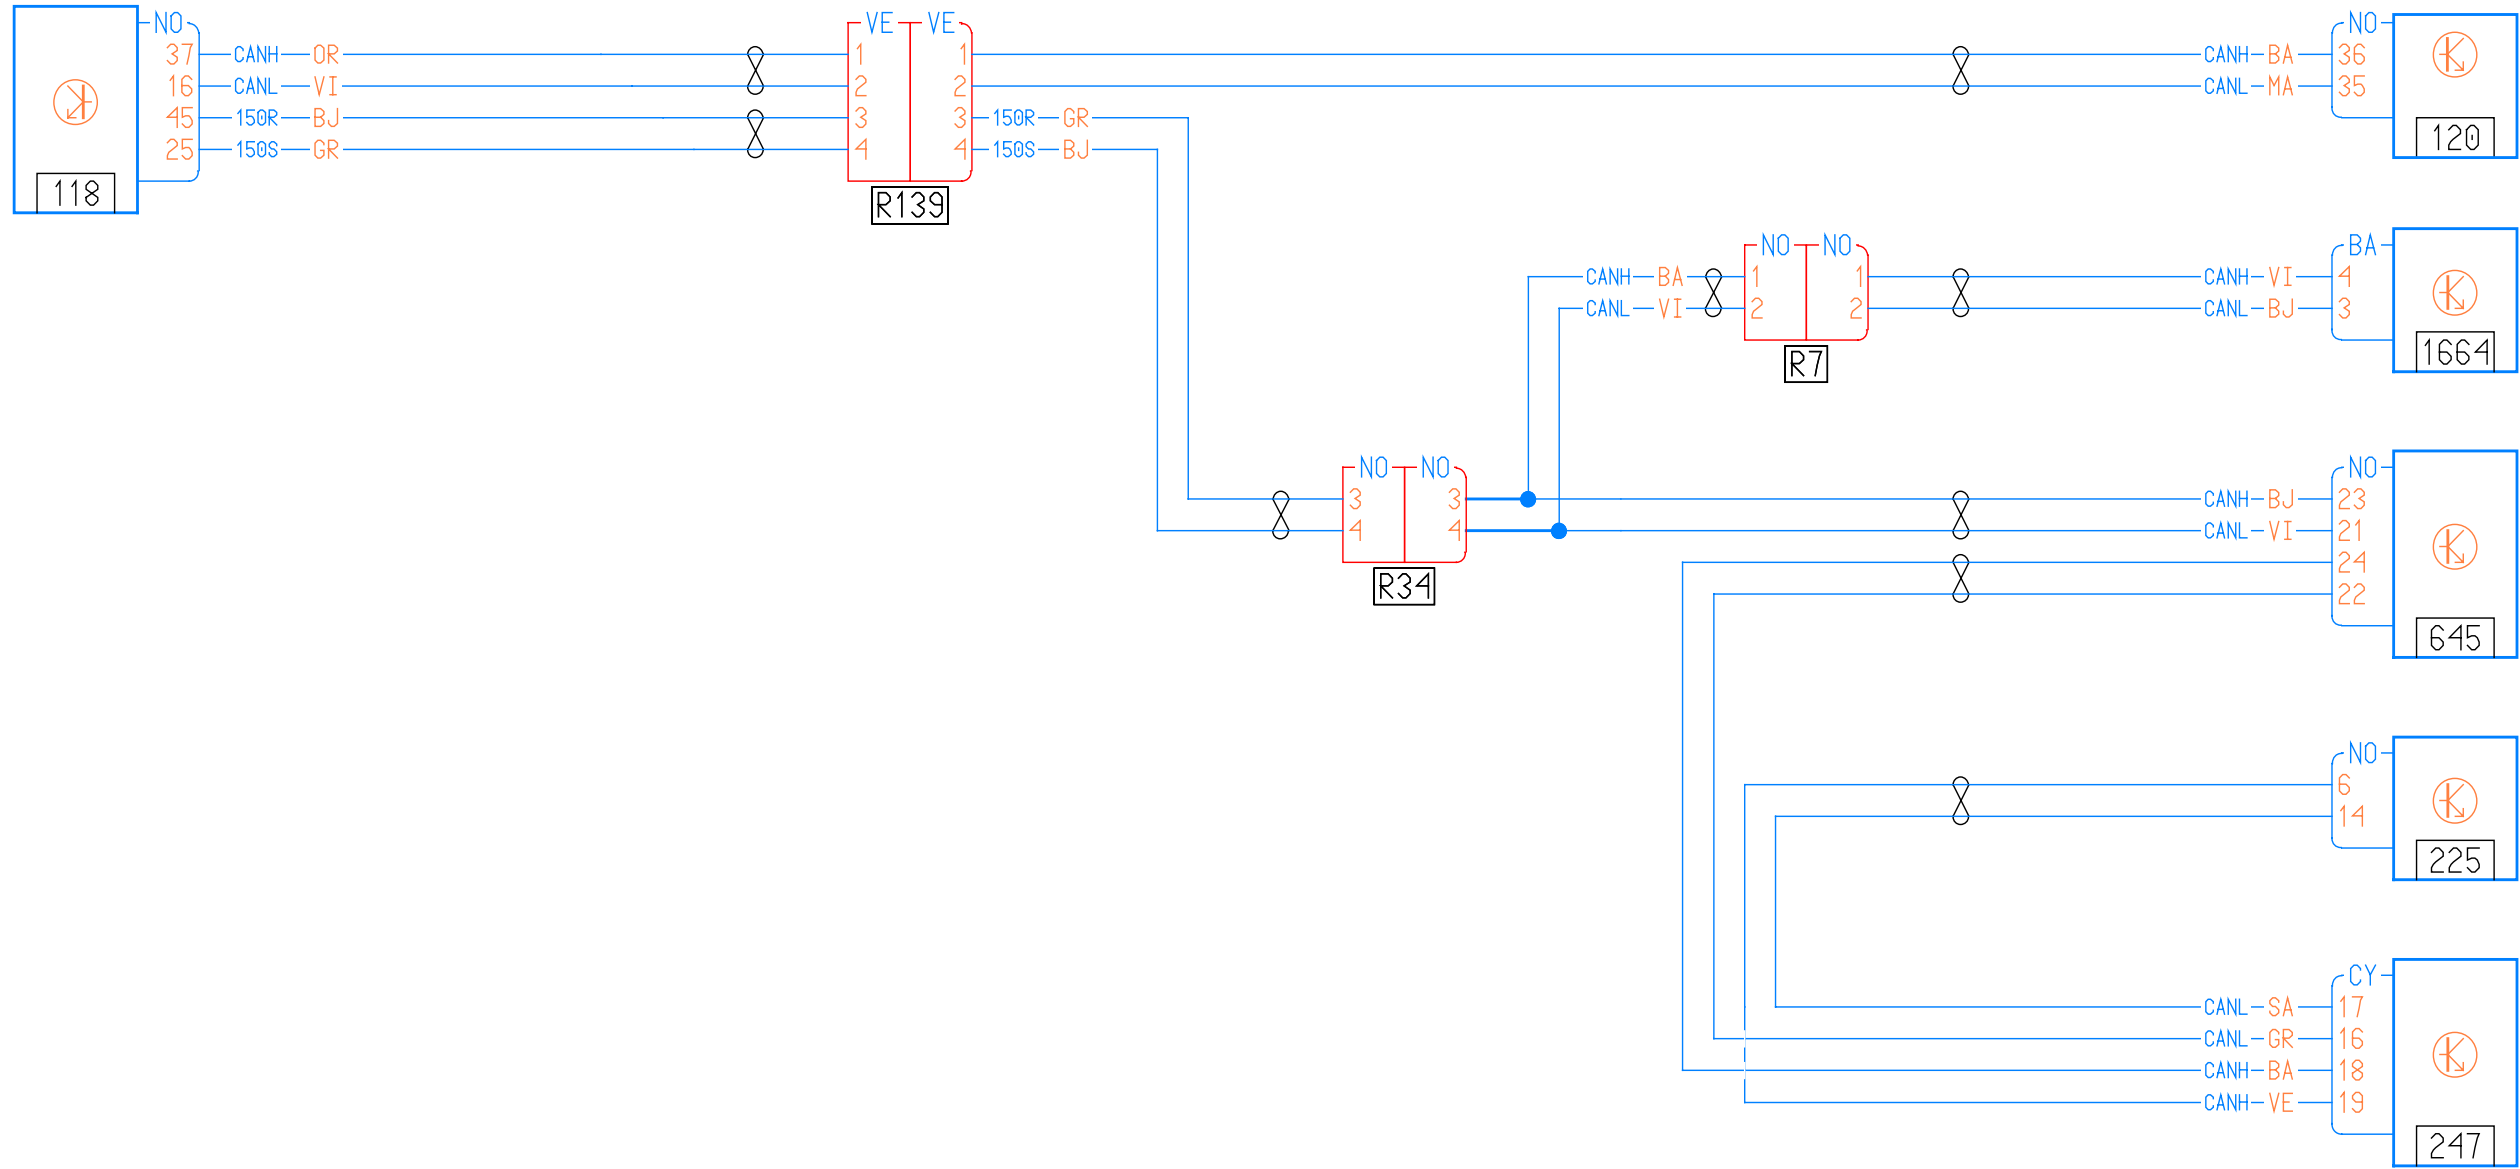 NO VE VE NO
37 CANH OR 1 1 CANH BA 36
16 CANL VI 2 2 CANL MA 35
45 150R BJ 3 3 150R GR
25 150S GR 4 4 150S BJ
120
118
R139
NO NO BA
CANH BA 1 1 CANH VI 4
CANL VI 2 2 CANL BJ 3
1664
R7
NO NO NO
3 3 CANH BJ 23
4 4 CANL VI 21
24
R34 22
645
NO
6
14
225
CY
CANL SA 17
CANL GR 16
CANH BA 18
CANH VE 19
247